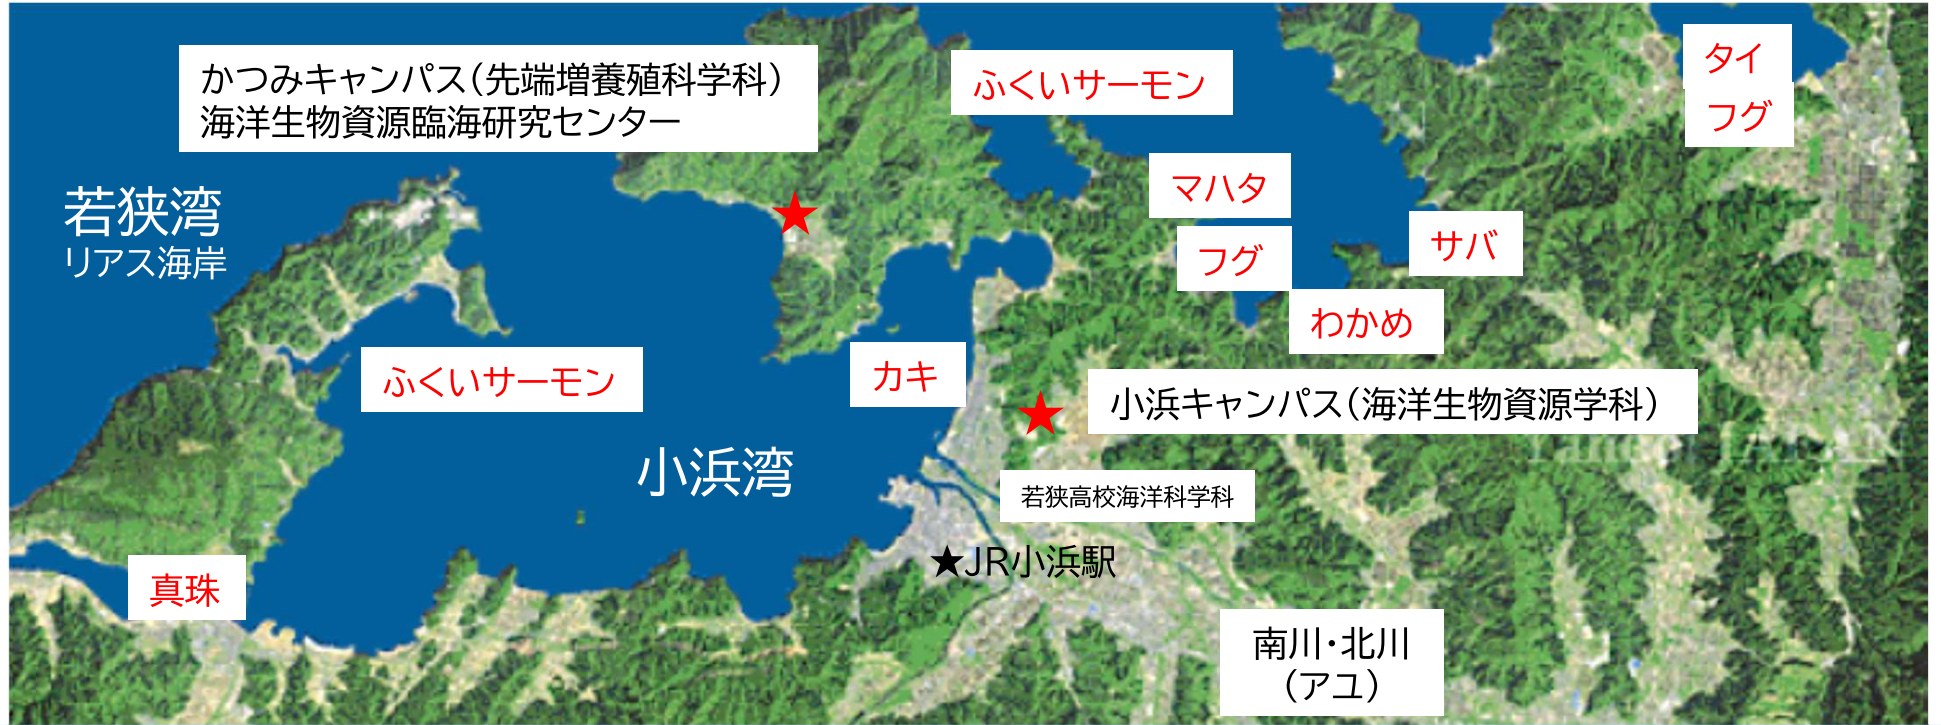 かつみキャンパス（先端増養殖科学科）
海洋生物資源臨海研究センター
ふくいサーモン
タイ
フグ
若狭湾
リアス海岸
マハタ
フグ
サバ
わかめ
ふくいサーモン
カキ
小浜キャンパス（海洋生物資源学科）
小浜湾
若狭高校海洋科学科
★JR小浜駅
真珠
南川・北川
（アユ）